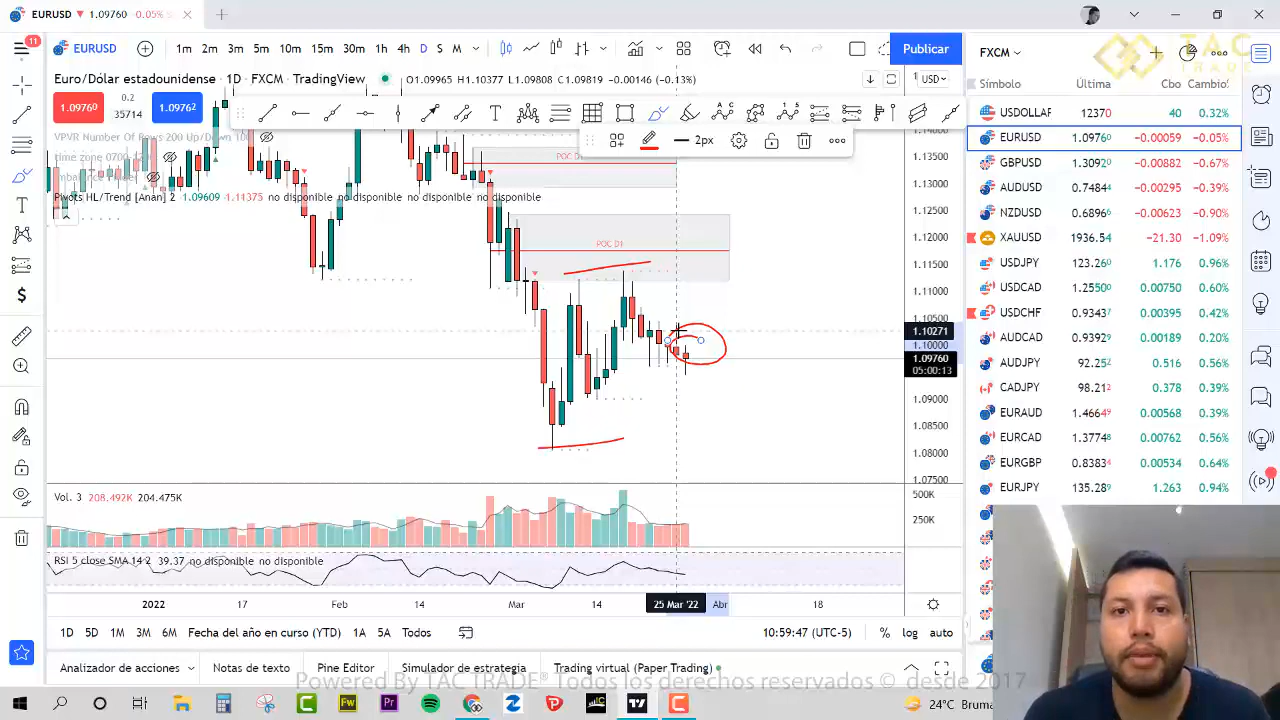 EURUSD ▼ 1.09760 −0.05% S
11
EURUSD
1m 2m 3m 5m 10m 15m 30m 1h 4h D S M
Publicar
FXCM
TAC
TRADE
Euro/Dólar estadounidense · 1D · FXCM · TradingView
O1.09965 H1.10377 L1.09808 C1.09819 −0.00146 (−0.13%)
USD
Símbolo Última Cbo Cambio%
1.09760
0.2
35714
1.09762
2px
VPVR Number Of Rows 200 Up/Down 100
time zone 0700
Pivots HL/Trend [Anan] 2 1.09609 1.11375 no disponible no disponible no disponible no disponible no disponible
POC D1
POC D1
1.14000
1.13500
1.13000
1.12500
1.12000
1.11500
1.11000
1.10500
1.10271
1.10000
1.09760
05:00:13
1.09000
1.08500
1.08000
1.07500
USDOLLAR 12370 40 0.32%
EURUSD 1.09760 −0.00059 −0.05%
GBPUSD 1.30920 −0.00882 −0.67%
AUDUSD 0.74844 −0.00295 −0.39%
NZDUSD 0.68966 −0.00623 −0.90%
XAUUSD 1936.54 −21.30 −1.09%
USDJPY 123.260 1.176 0.96%
USDCAD 1.25500 0.00750 0.60%
USDCHF 0.93437 0.00395 0.42%
AUDCAD 0.93929 0.00189 0.20%
AUDJPY 92.252 0.516 0.56%
CADJPY 98.212 0.378 0.39%
EURAUD 1.46649 0.00568 0.39%
EURCAD 1.37748 0.00762 0.56%
EURGBP 0.83834 0.00534 0.64%
EURJPY 135.289 1.263 0.94%
Vol. 3 208.492K 204.475K
500K
250K
RSI 5 close SMA 14 2 39.37 no disponible no disponible
2022 17 Feb 14 Mar 14 25 Mar '22 Abr 18
1D 5D 1M 3M 6M Fecha del año en curso (YTD) 1A 5A Todos
10:59:47 (UTC-5) % log auto
Analizador de acciones Notas de texto Pine Editor Simulador de estrategia Trading virtual (Paper Trading)
Powered By TAC TRADE® Todos los derechos reservados © desde 2017
24°C Bruma